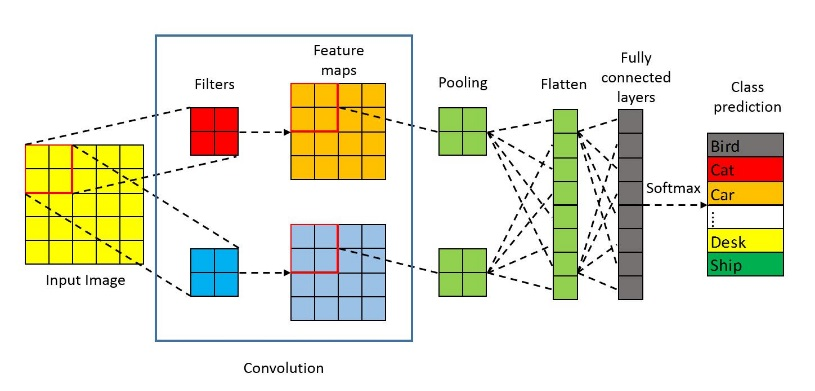 Feature
maps
Filters
Pooling
Flatten
Fully
connected
layers
Class
prediction
Bird
Cat
Car
Softmax
Desk
Ship
Input Image
Convolution